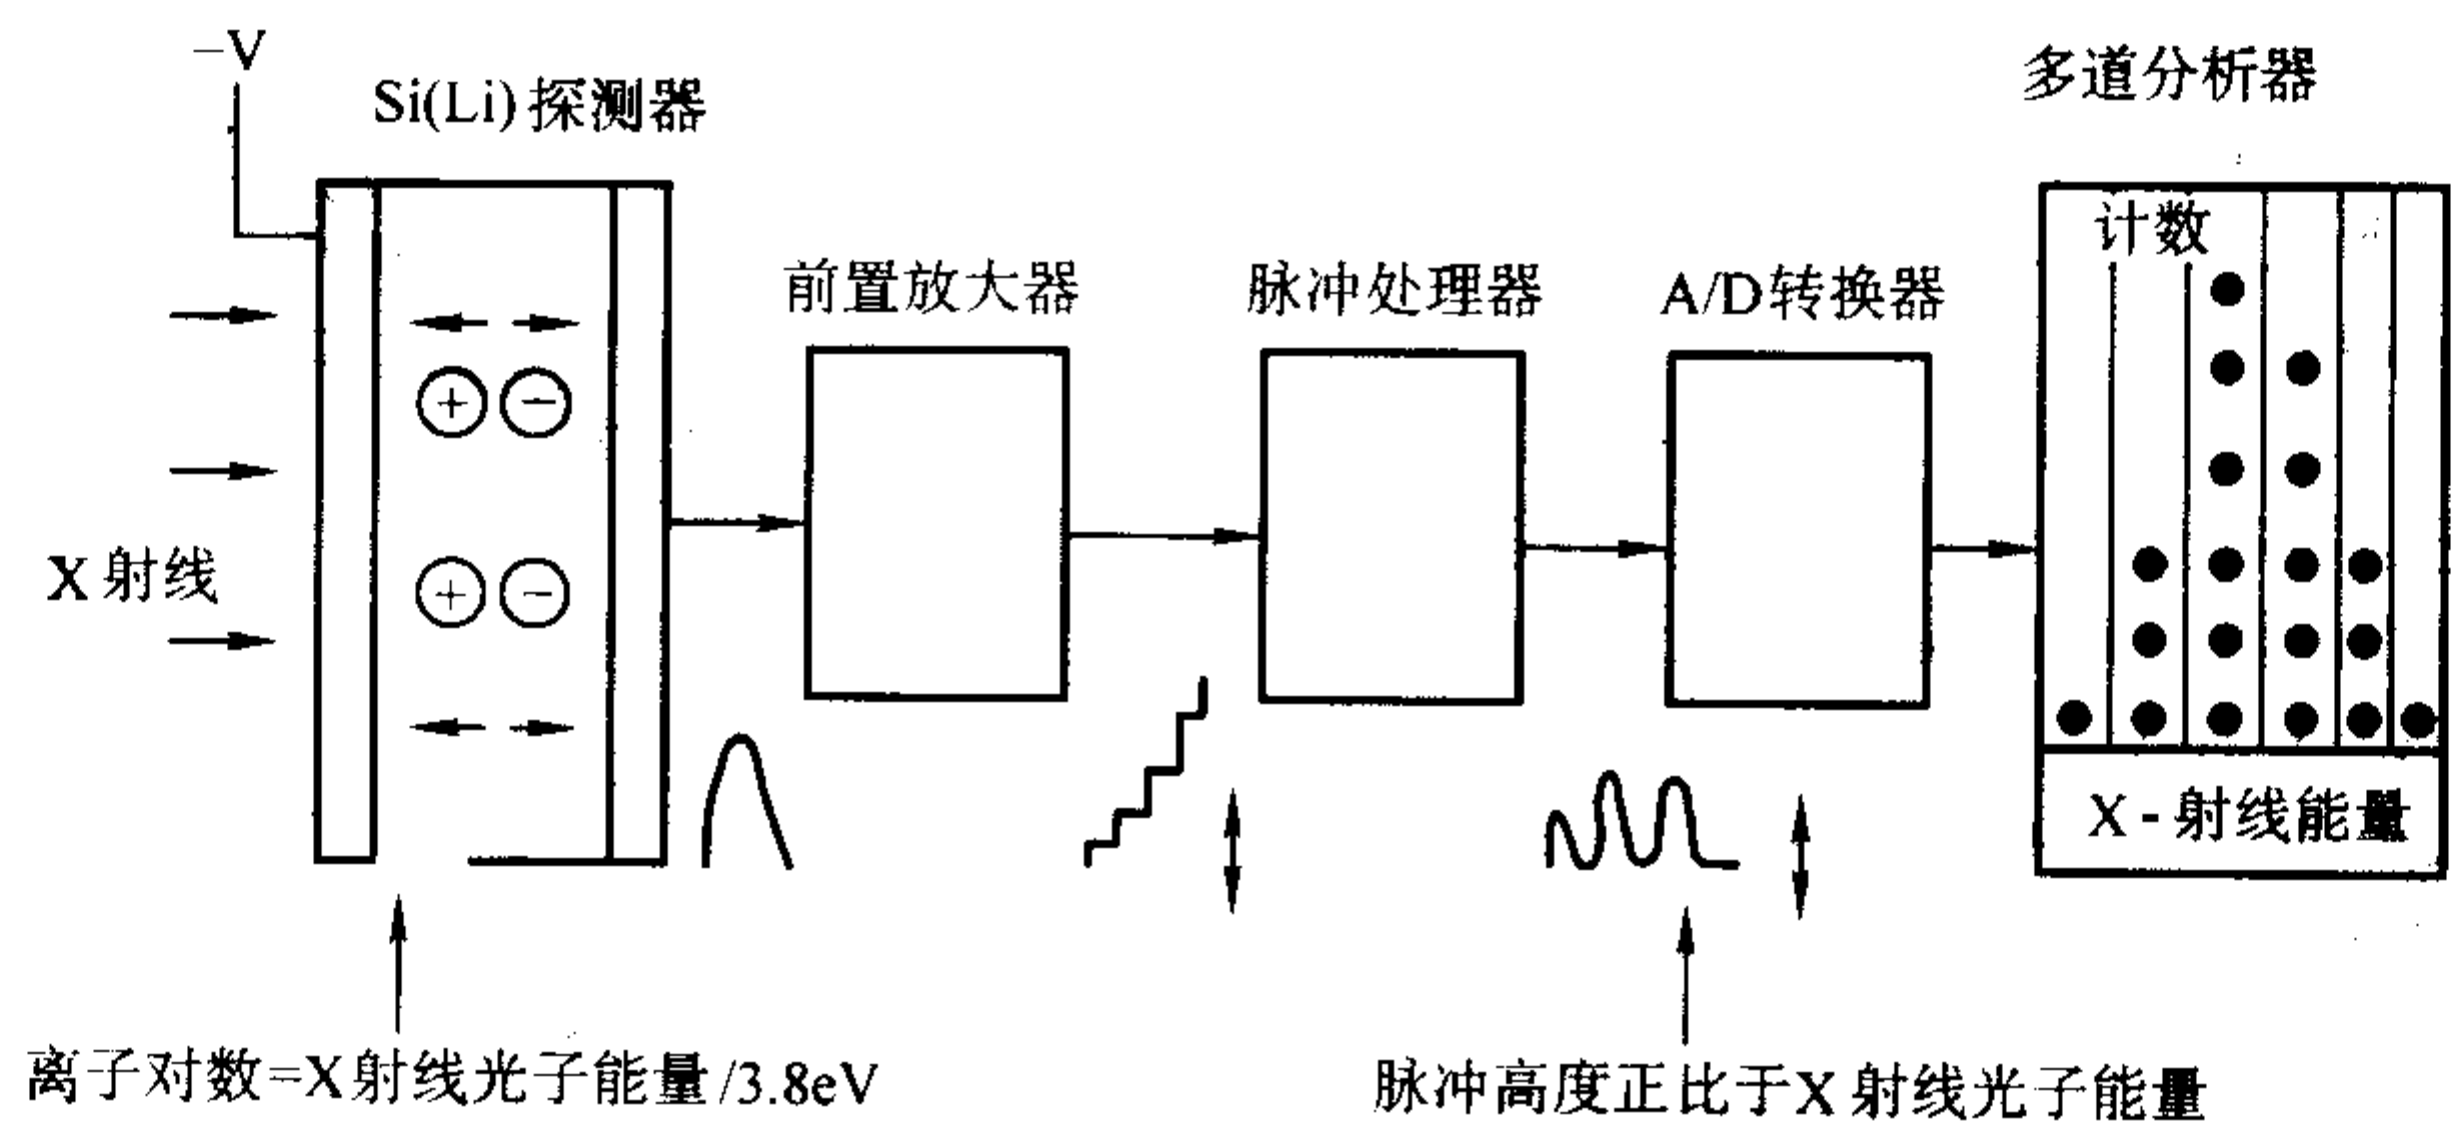 −V
Si(Li) 探测器
多道分析器
计数
前置放大器
脉冲处理器
A/D转换器
X 射线
+ −
+ −
X - 射线能量
离子对数=X射线光子能量/3.8eV
脉冲高度正比于X射线光子能量